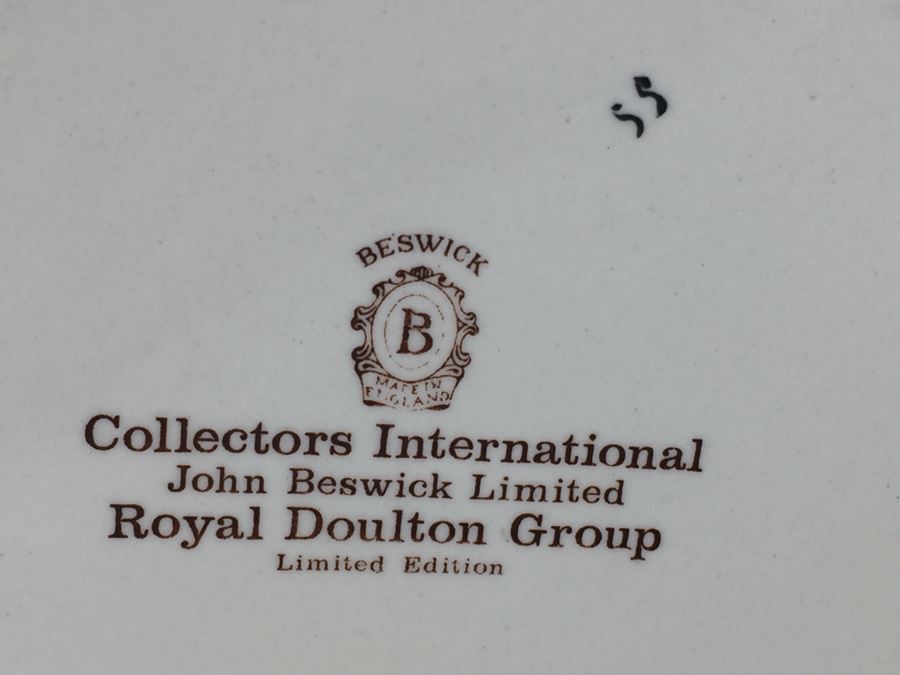 55
BESWICK
B
MADE IN
ENGLAND
Collectors International
John Beswick Limited
Royal Doulton Group
Limited Edition